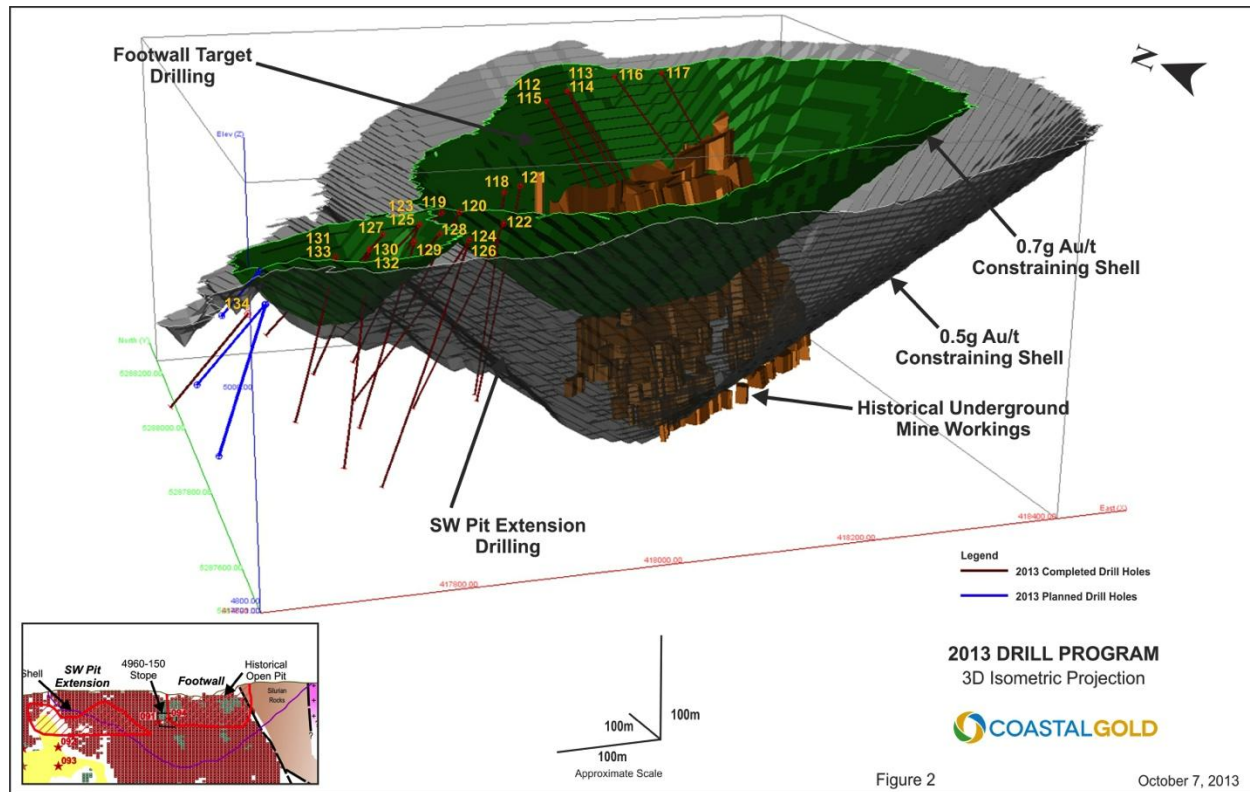 Footwall Target
Drilling
112
115
113
114
116
117
N
Elev (Z)
118
121
123
125
119
120
122
127
128
124
126
131
133
130
132
129
0.7g Au/t
Constraining Shell
134
0.5g Au/t
Constraining Shell
North (Y)
5288200.00
5288000.00
5287800.00
5287600.00
Historical Underground
Mine Workings
SW Pit Extension
Drilling
418400.00
East (X)
418200.00
418000.00
417800.00
4800.00
Legend
2013 Completed Drill Holes
2013 Planned Drill Holes
Shell
SW Pit
Extension
4960-150
Stope
Footwall
Historical
Open Pit
Silurian
Rocks
091
094
092
093
100m
100m
100m
Approximate Scale
2013 DRILL PROGRAM
3D Isometric Projection
COASTALGOLD
Figure 2
October 7, 2013